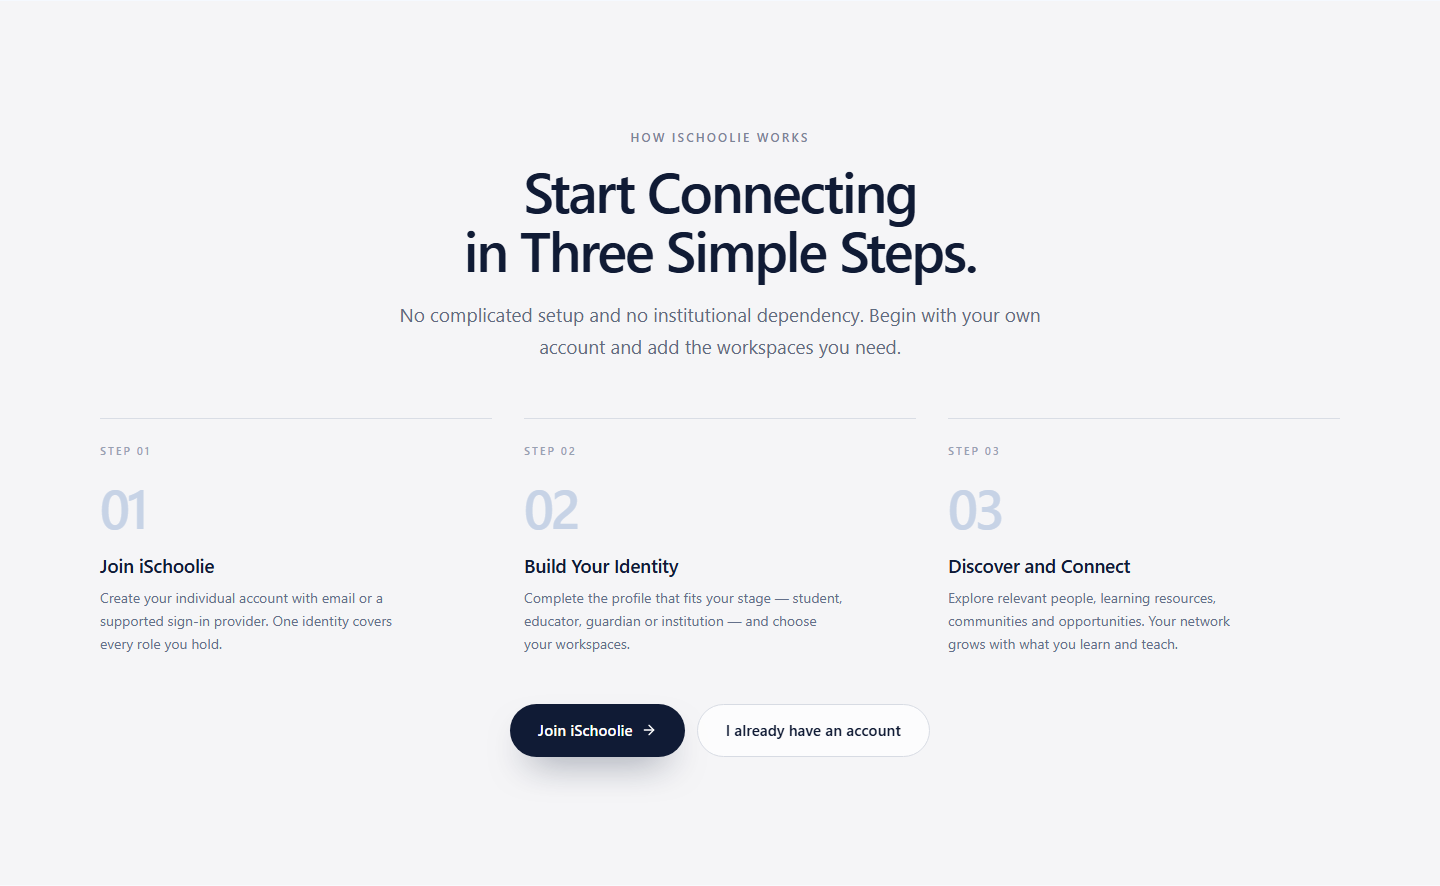 HOW ISCHOOLIE WORKS
Start Connecting
in Three Simple Steps.
No complicated setup and no institutional dependency. Begin with your own
account and add the workspaces you need.
STEP 01
01
Join iSchoolie
Create your individual account with email or a
supported sign-in provider. One identity covers
every role you hold.
STEP 02
02
Build Your Identity
Complete the profile that fits your stage — student,
educator, guardian or institution — and choose
your workspaces.
STEP 03
03
Discover and Connect
Explore relevant people, learning resources,
communities and opportunities. Your network
grows with what you learn and teach.
Join iSchoolie →
I already have an account